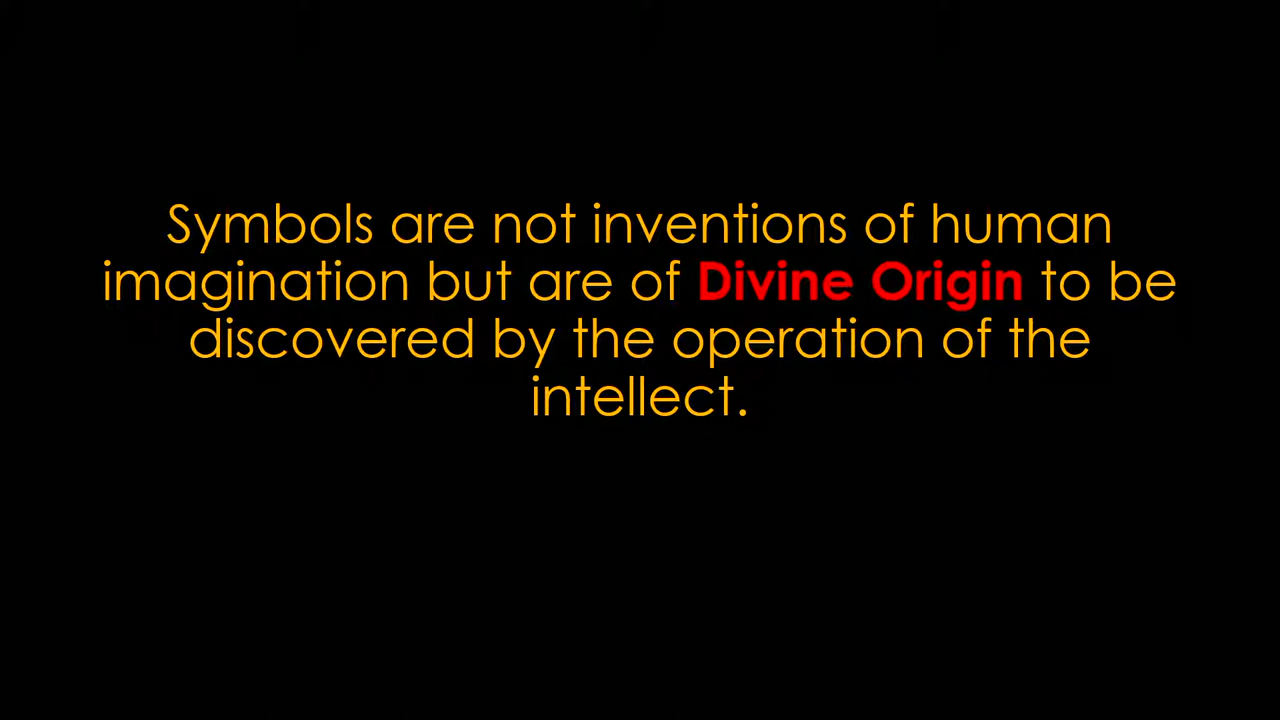 Symbols are not inventions of human
imagination but are of Divine Origin to be
discovered by the operation of the
intellect.